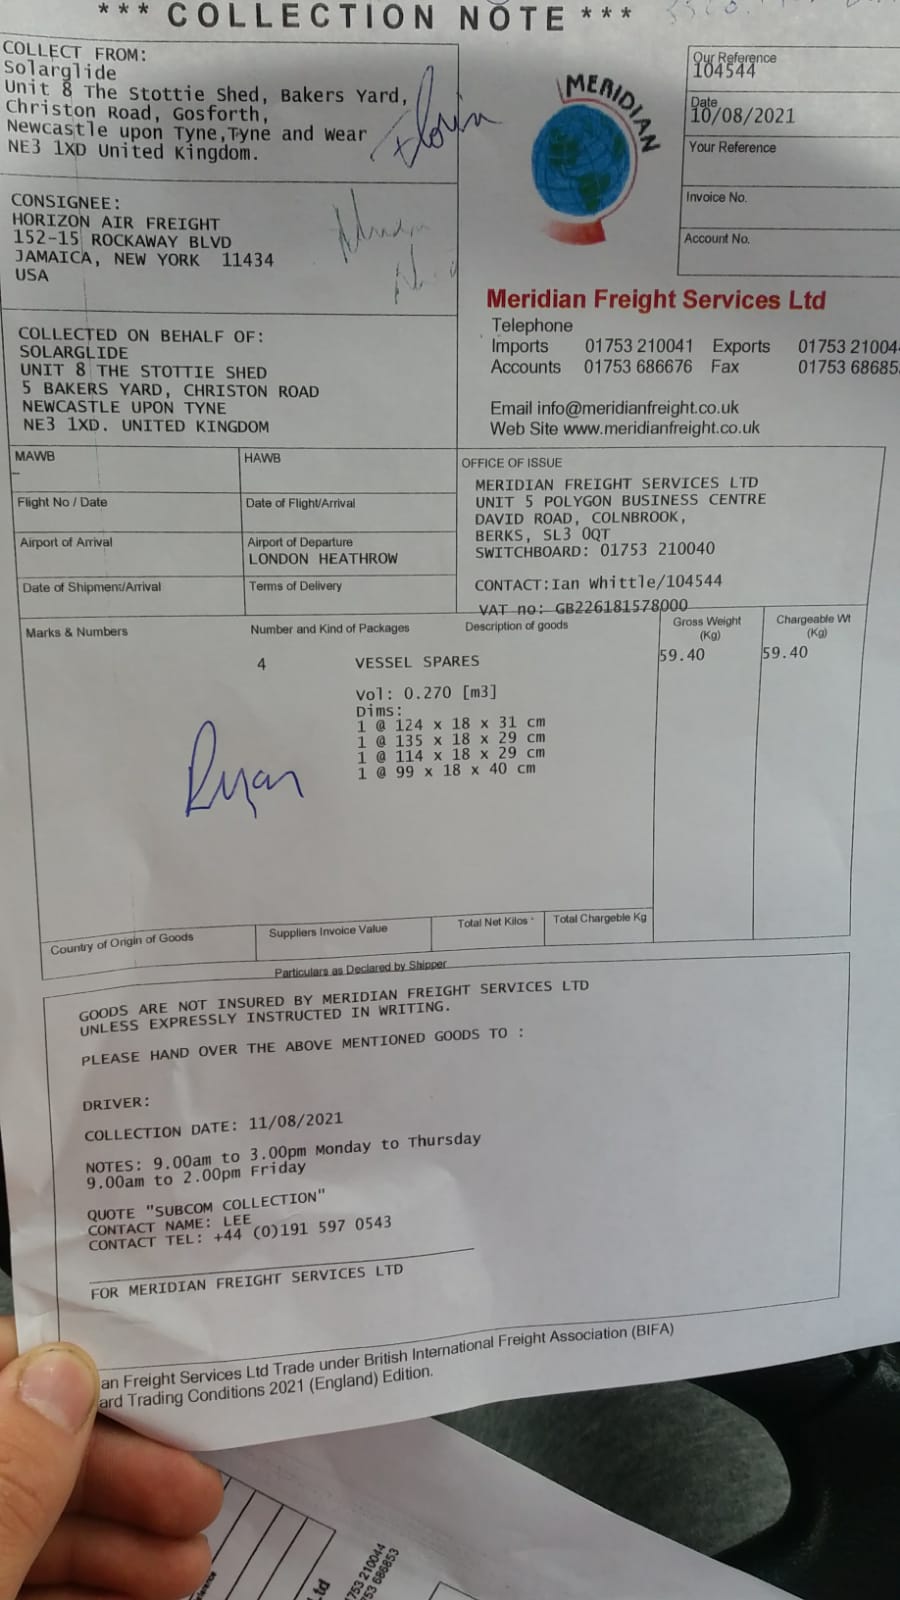 *** COLLECTION NOTE ***
COLLECT FROM:
Solarglide
Unit 8 The Stottie Shed, Bakers Yard,
Christon Road, Gosforth,
Newcastle upon Tyne,Tyne and Wear
NE3 1XD United Kingdom.
Florin
CONSIGNEE:
HORIZON AIR FREIGHT
152-15 ROCKAWAY BLVD
JAMAICA, NEW YORK 11434
USA
COLLECTED ON BEHALF OF:
SOLARGLIDE
UNIT 8 THE STOTTIE SHED
5 BAKERS YARD, CHRISTON ROAD
NEWCASTLE UPON TYNE
NE3 1XD. UNITED KINGDOM
MERIDIAN
Our Reference
104544
Date
10/08/2021
Your Reference
Invoice No.
Account No.
Meridian Freight Services Ltd
Telephone
Imports 01753 210041 Exports 01753 21004
Accounts 01753 686676 Fax 01753 68685
Email info@meridianfreight.co.uk
Web Site www.meridianfreight.co.uk
MAWB
HAWB
Flight No / Date
Date of Flight/Arrival
Airport of Arrival
Airport of Departure
LONDON HEATHROW
Date of Shipment/Arrival
Terms of Delivery
OFFICE OF ISSUE
MERIDIAN FREIGHT SERVICES LTD
UNIT 5 POLYGON BUSINESS CENTRE
DAVID ROAD, COLNBROOK,
BERKS, SL3 0QT
SWITCHBOARD: 01753 210040
CONTACT:Ian Whittle/104544
VAT no: GB226181578000
Marks & Numbers
Number and Kind of Packages
Description of goods
Gross Weight
(Kg)
Chargeable Wt
(Kg)
4 VESSEL SPARES
59.40
59.40
Vol: 0.270 [m3]
Dims:
1 @ 124 x 18 x 31 cm
1 @ 135 x 18 x 29 cm
1 @ 114 x 18 x 29 cm
1 @ 99 x 18 x 40 cm
Ryan
Country of Origin of Goods
Suppliers Invoice Value
Total Net Kilos
Total Chargeble Kg
Particulars as Declared by Shipper
GOODS ARE NOT INSURED BY MERIDIAN FREIGHT SERVICES LTD
UNLESS EXPRESSLY INSTRUCTED IN WRITING.
PLEASE HAND OVER THE ABOVE MENTIONED GOODS TO :
DRIVER:
COLLECTION DATE: 11/08/2021
NOTES: 9.00am to 3.00pm Monday to Thursday
9.00am to 2.00pm Friday
QUOTE "SUBCOM COLLECTION"
CONTACT NAME: LEE
CONTACT TEL: +44 (0)191 597 0543
FOR MERIDIAN FREIGHT SERVICES LTD
an Freight Services Ltd Trade under British International Freight Association (BIFA)
ard Trading Conditions 2021 (England) Edition.
td
753 210044
53 686853